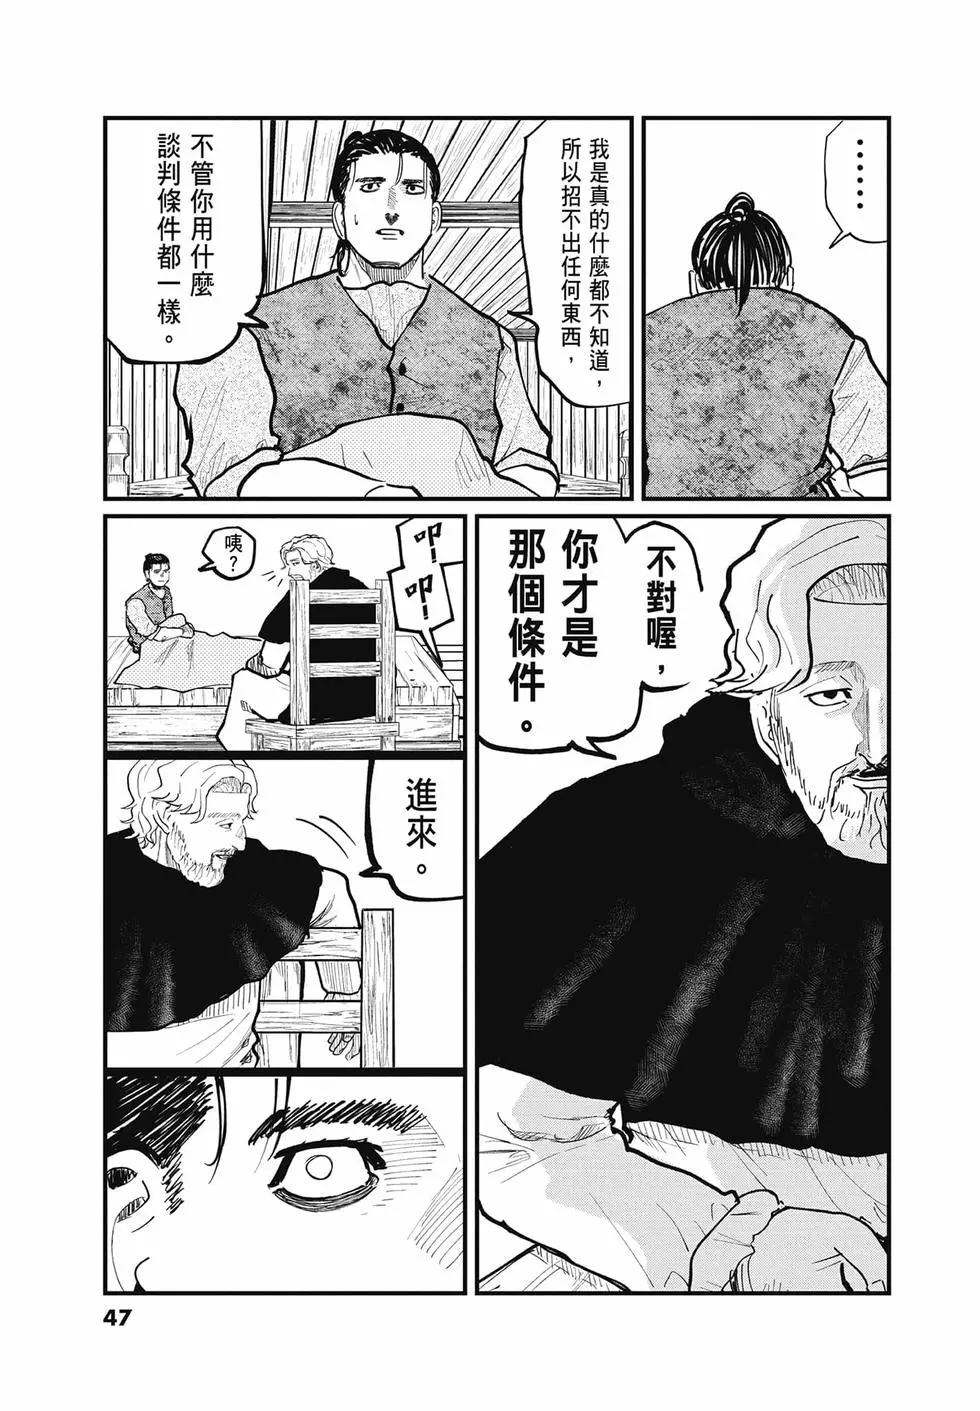 ……
我是真的什麼都不知道，
所以招不出任何東西，
不管你用什麼
談判條件都一樣。
不對喔，
你才是
那個條件。
叩！
叩！
咦？
進來。
47